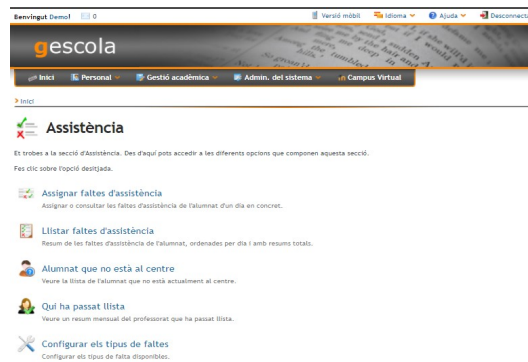 Benvingut Demo! 0 Versió mòbil Idioma Ajuda Desconnecta
gescola
Inici Personal Gestió acadèmica Admin. del sistema Campus Virtual
Inici
Assistència
Et trobes a la secció d'Assistència. Des d'aquí pots accedir a les diferents opcions que componen aquesta secció.
Fes clic sobre l'opció desitjada.
Assignar faltes d'assistència
Assignar o consultar les faltes d'assistència de l'alumnat d'un dia en concret.
Llistar faltes d'assistència
Resum de les faltes d'assistència de l'alumnat, ordenades per dia i amb resums totals.
Alumnat que no està al centre
Veure la llista de l'alumnat que no està actualment al centre.
Qui ha passat llista
Veure un resum mensual del professorat que ha passat llista.
Configurar els tipus de faltes
Configurar els tipus de falta disponibles.